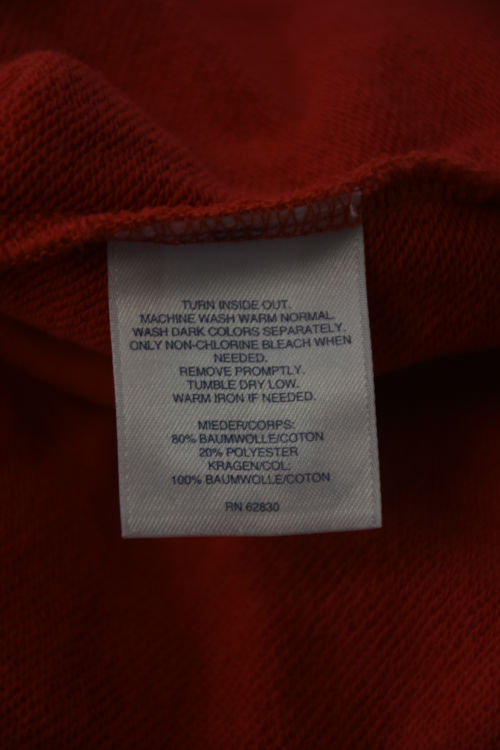 TURN INSIDE OUT.
MACHINE WASH WARM NORMAL.
WASH DARK COLORS SEPARATELY.
ONLY NON-CHLORINE BLEACH WHEN
NEEDED.
REMOVE PROMPTLY.
TUMBLE DRY LOW.
WARM IRON IF NEEDED.
MIEDER/CORPS:
80% BAUMWOLLE/COTON
20% POLYESTER
KRAGEN/COL:
100% BAUMWOLLE/COTON
RN 62830